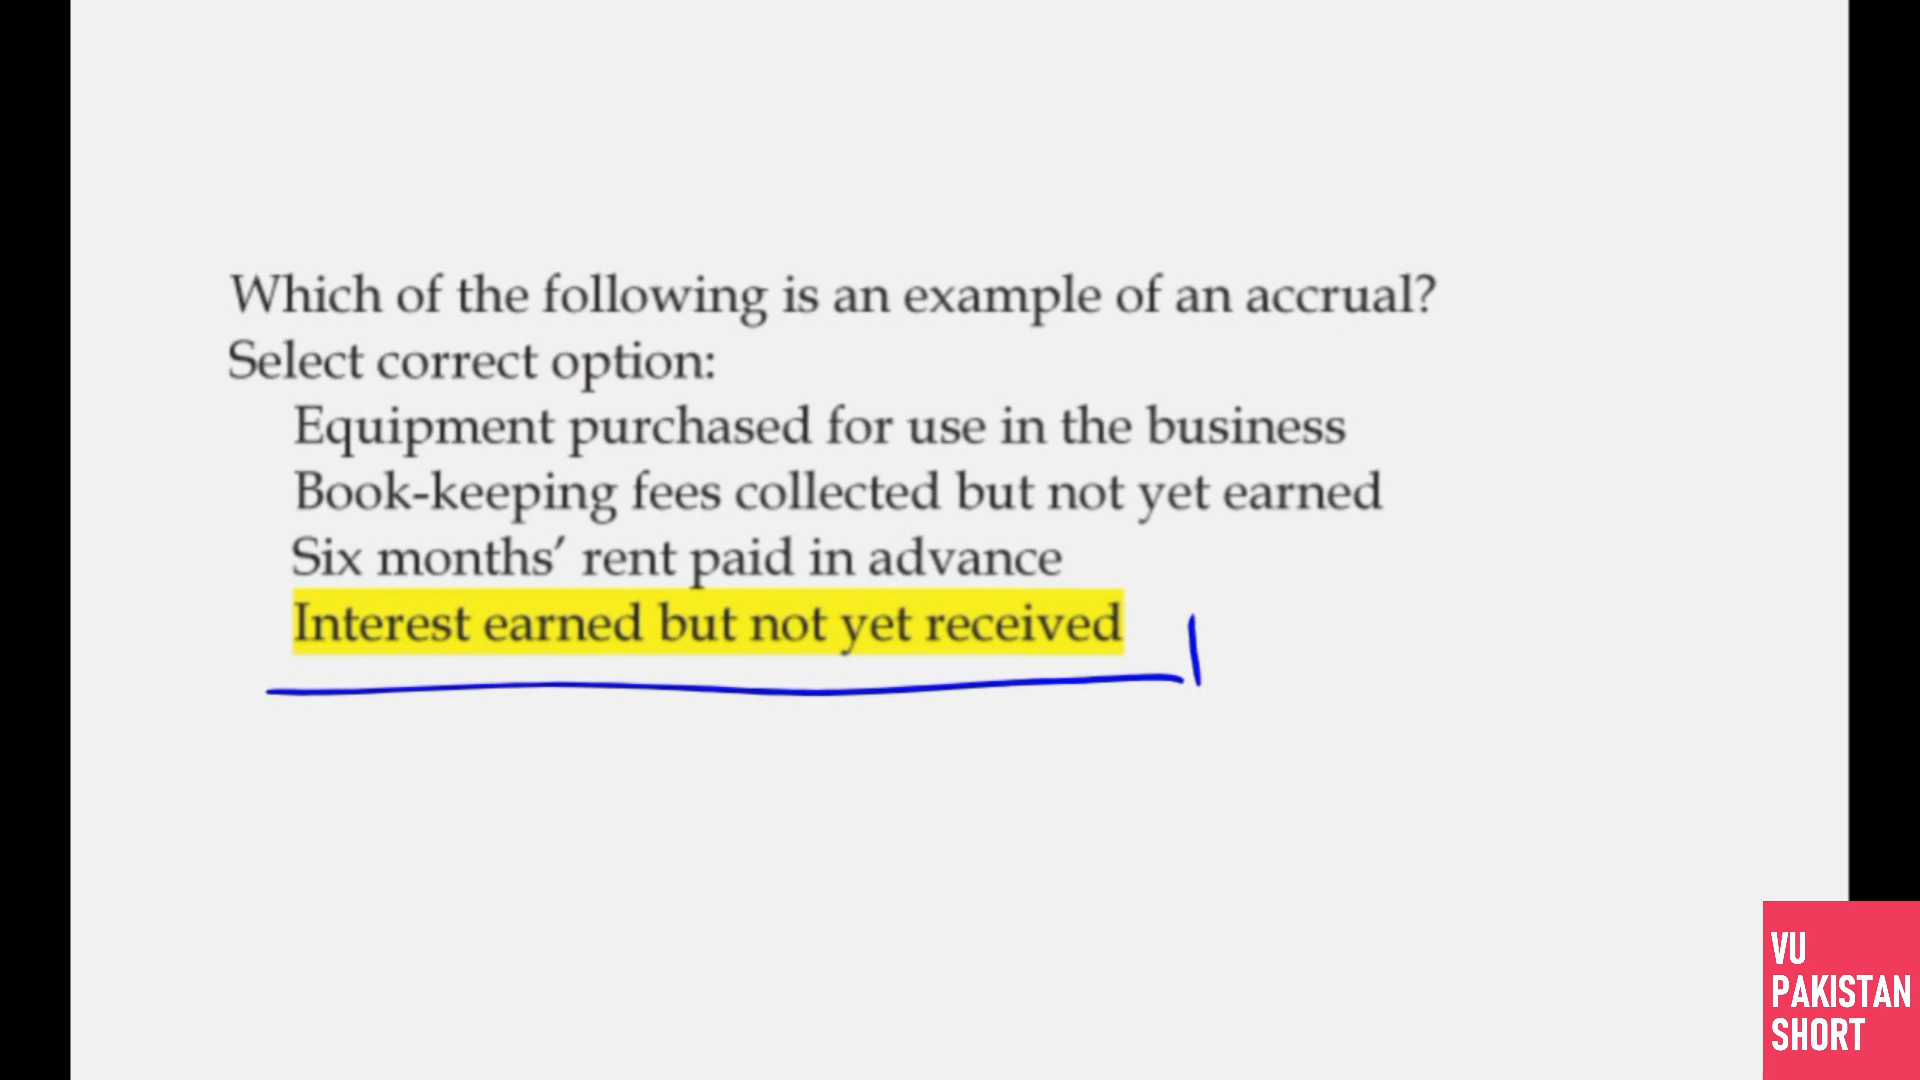 Which of the following is an example of an accrual?
Select correct option:
Equipment purchased for use in the business
Book-keeping fees collected but not yet earned
Six months’ rent paid in advance
Interest earned but not yet received
VU
PAKISTAN
SHORT